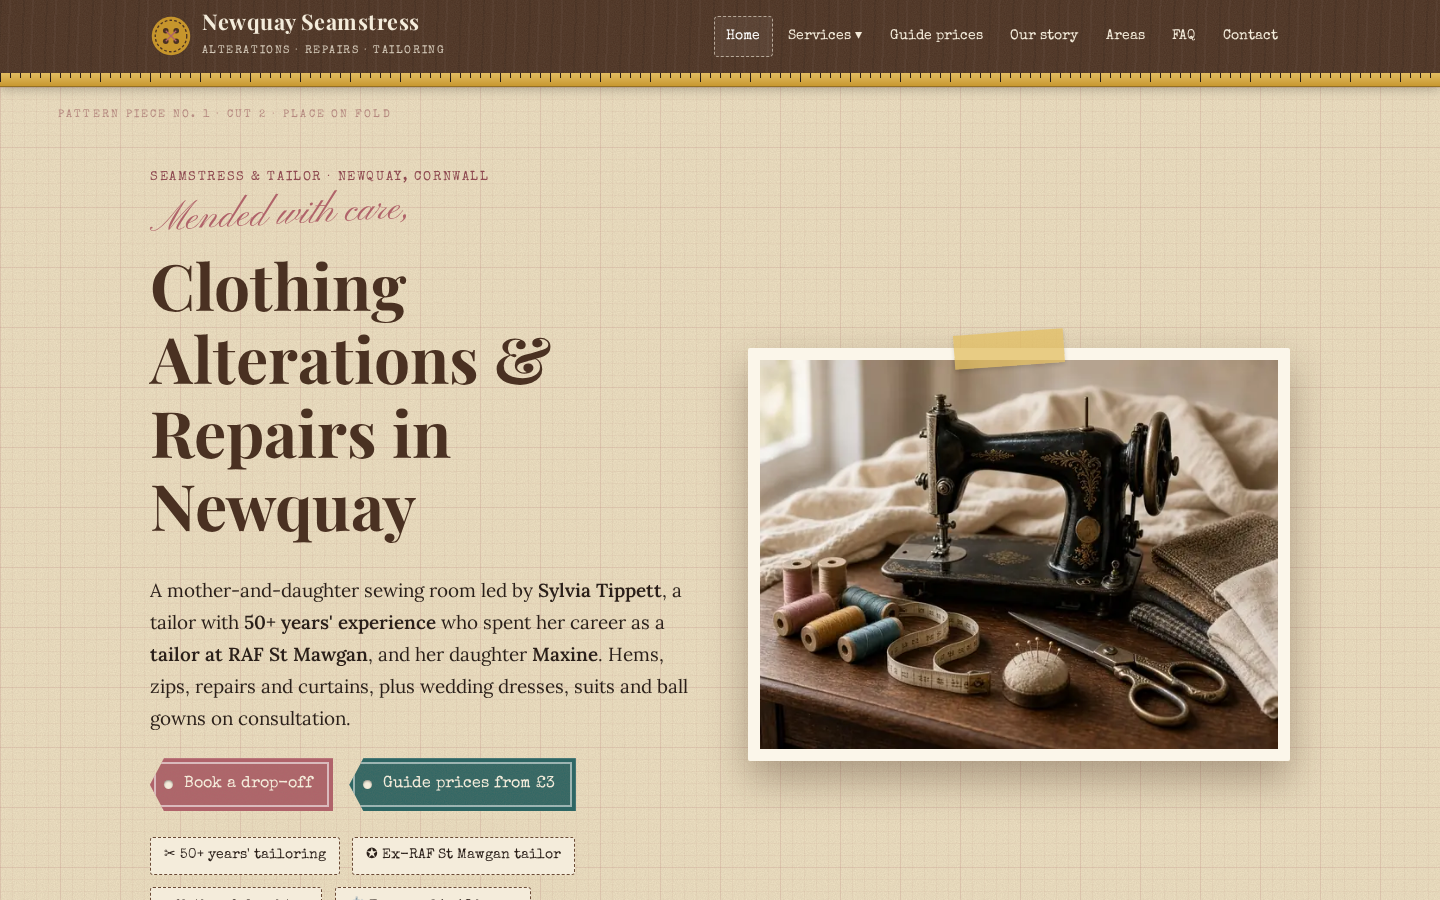 Newquay Seamstress
ALTERATIONS · REPAIRS · TAILORING
Home
Services ▾
Guide prices
Our story
Areas
FAQ
Contact
PATTERN PIECE NO. 1 · CUT 2 · PLACE ON FOLD
SEAMSTRESS & TAILOR · NEWQUAY, CORNWALL
Mended with care,
Clothing
Alterations &
Repairs in
Newquay
A mother-and-daughter sewing room led by Sylvia Tippett, a
tailor with 50+ years' experience who spent her career as a
tailor at RAF St Mawgan, and her daughter Maxine. Hems,
zips, repairs and curtains, plus wedding dresses, suits and ball
gowns on consultation.
Book a drop-off
Guide prices from £3
✂ 50+ years' tailoring
✪ Ex-RAF St Mawgan tailor